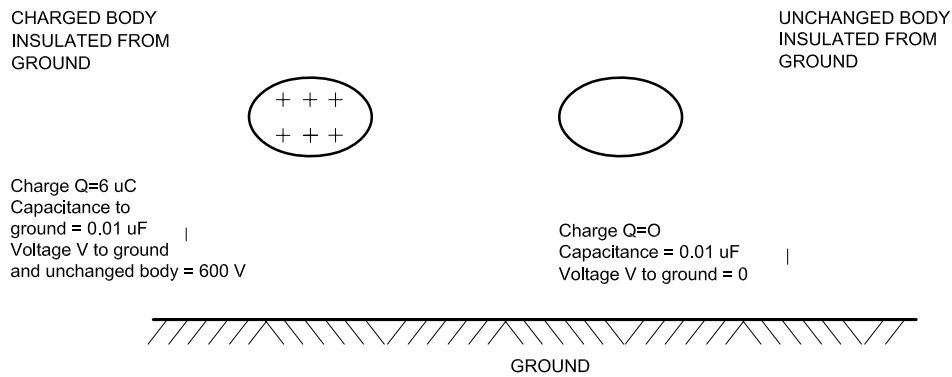 CHARGED BODY
INSULATED FROM
GROUND
UNCHANGED BODY
INSULATED FROM
GROUND
Charge Q=6 uC
Capacitance to
ground = 0.01 uF
Voltage V to ground
and unchanged body = 600 V
Charge Q=O
Capacitance = 0.01 uF
Voltage V to ground = 0
GROUND